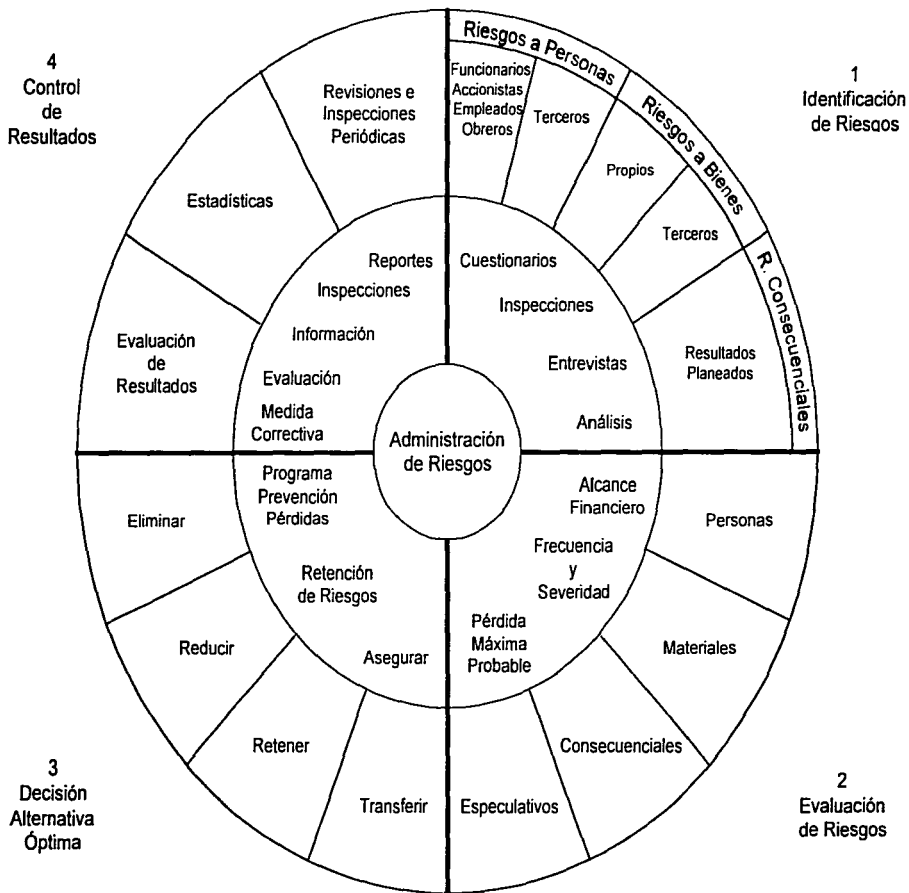 4
Control
de
Resultados
1
Identificación
de Riesgos
Riesgos a Personas
Riesgos a Bienes
R. Consecuenciales
Funcionarios
Accionistas
Empleados
Obreros
Terceros
Propios
Terceros
Resultados
Planeados
Cuestionarios
Inspecciones
Entrevistas
Análisis
Revisiones e
Inspecciones
Periódicas
Estadísticas
Evaluación
de
Resultados
Reportes
Inspecciones
Información
Evaluación
Medida
Correctiva
Administración
de Riesgos
Alcance
Financiero
Frecuencia
y
Severidad
Pérdida
Máxima
Probable
Personas
Materiales
Consecuenciales
Especulativos
2
Evaluación
de Riesgos
Programa
Prevención
Pérdidas
Retención
de Riesgos
Asegurar
Eliminar
Reducir
Retener
Transferir
3
Decisión
Alternativa
Óptima